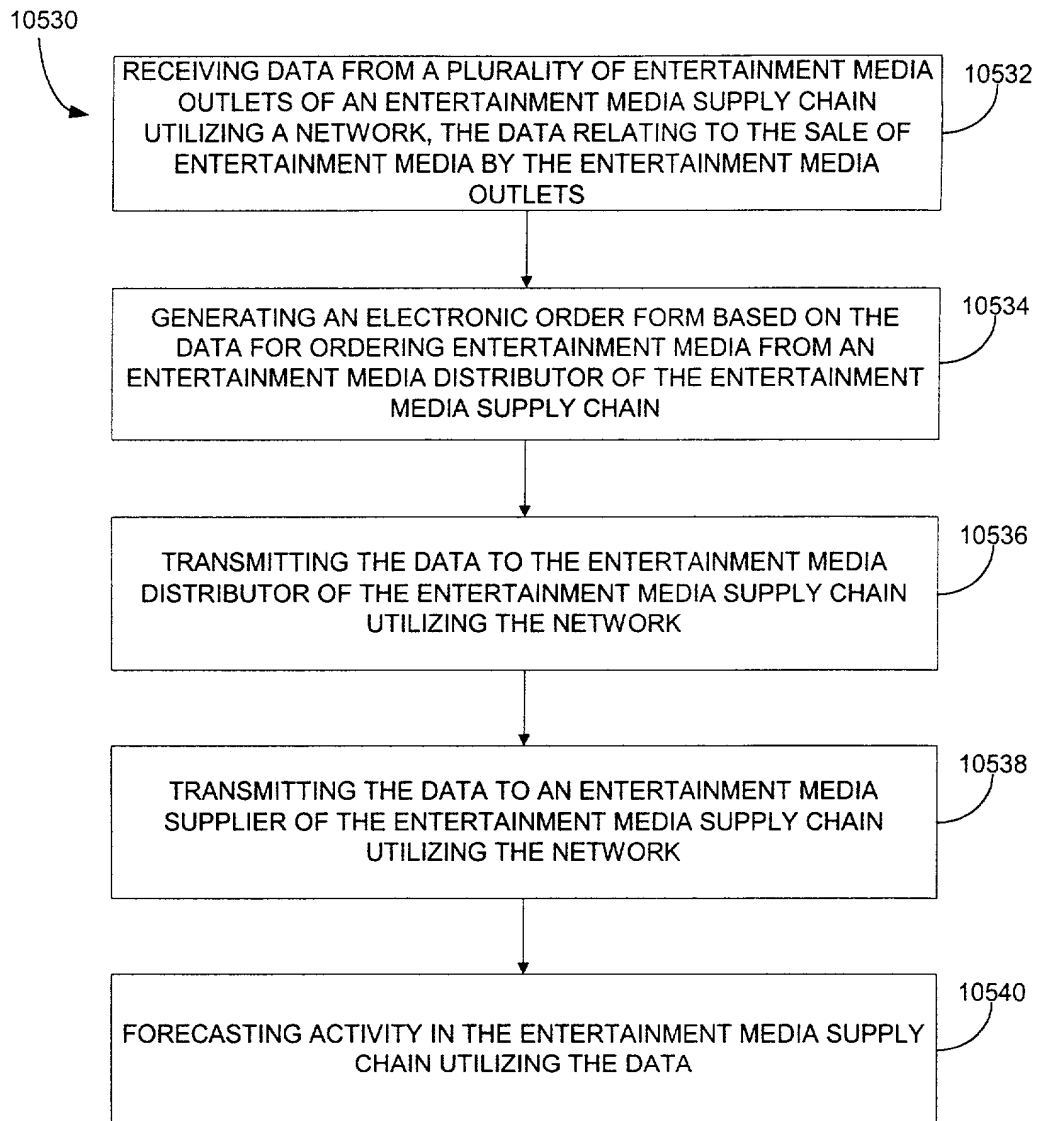 10530
RECEIVING DATA FROM A PLURALITY OF ENTERTAINMENT MEDIA
OUTLETS OF AN ENTERTAINMENT MEDIA SUPPLY CHAIN
UTILIZING A NETWORK, THE DATA RELATING TO THE SALE OF
ENTERTAINMENT MEDIA BY THE ENTERTAINMENT MEDIA
OUTLETS
10532
GENERATING AN ELECTRONIC ORDER FORM BASED ON THE
DATA FOR ORDERING ENTERTAINMENT MEDIA FROM AN
ENTERTAINMENT MEDIA DISTRIBUTOR OF THE ENTERTAINMENT
MEDIA SUPPLY CHAIN
10534
TRANSMITTING THE DATA TO THE ENTERTAINMENT MEDIA
DISTRIBUTOR OF THE ENTERTAINMENT MEDIA SUPPLY CHAIN
UTILIZING THE NETWORK
10536
TRANSMITTING THE DATA TO AN ENTERTAINMENT MEDIA
SUPPLIER OF THE ENTERTAINMENT MEDIA SUPPLY CHAIN
UTILIZING THE NETWORK
10538
FORECASTING ACTIVITY IN THE ENTERTAINMENT MEDIA SUPPLY
CHAIN UTILIZING THE DATA
10540